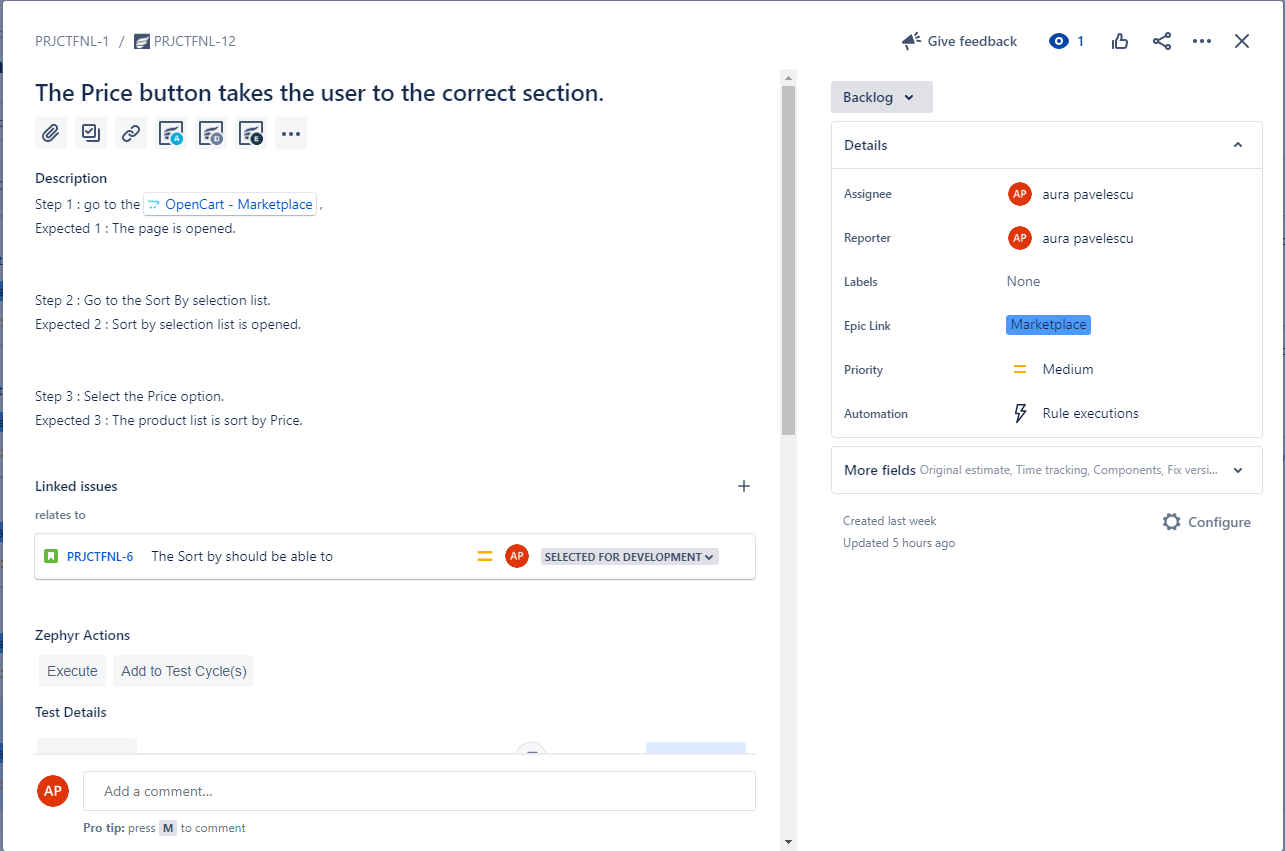 PRJCTFNL-1 / PRJCTFNL-12
Give feedback 1
The Price button takes the user to the correct section.
A D E
Description
Step 1 : go to the OpenCart - Marketplace ,
Expected 1 : The page is opened.
Step 2 : Go to the Sort By selection list.
Expected 2 : Sort by selection list is opened.
Step 3 : Select the Price option.
Expected 3 : The product list is sort by Price.
Linked issues
relates to
PRJCTFNL-6 The Sort by should be able to AP SELECTED FOR DEVELOPMENT
Zephyr Actions
Execute Add to Test Cycle(s)
Test Details
AP Add a comment...
Pro tip: press M to comment
Backlog
Details
Assignee AP aura pavelescu
Reporter AP aura pavelescu
Labels None
Epic Link Marketplace
Priority Medium
Automation Rule executions
More fields Original estimate, Time tracking, Components, Fix versi...
Created last week
Configure
Updated 5 hours ago